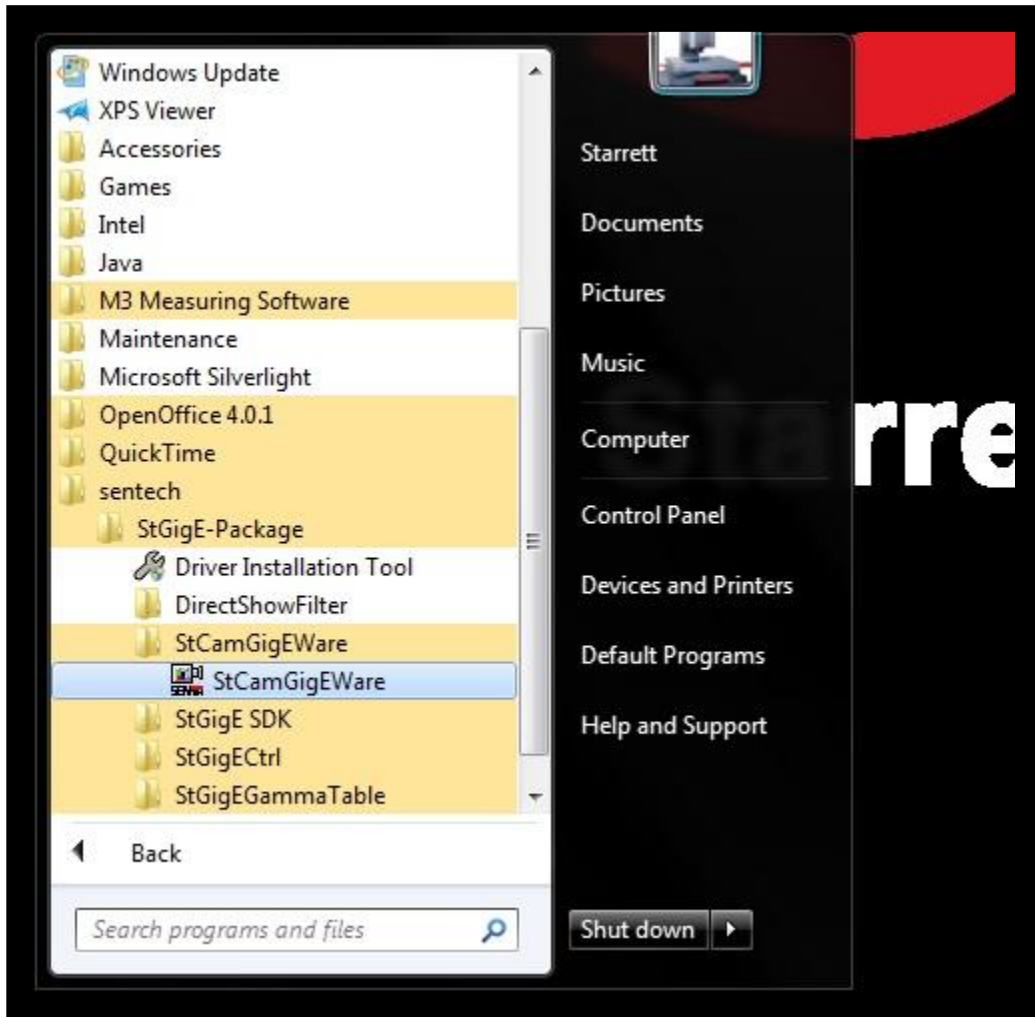 Windows Update
XPS Viewer
Accessories
Games
Intel
Java
M3 Measuring Software
Maintenance
Microsoft Silverlight
OpenOffice 4.0.1
QuickTime
sentech
StGigE-Package
Driver Installation Tool
DirectShowFilter
StCamGigEWare
StCamGigEWare
StGigE SDK
StGigECtrl
StGigEGammaTable
Back
Search programs and files
Starrett
Documents
Pictures
Music
Computer
Control Panel
Devices and Printers
Default Programs
Help and Support
Shut down
Starre